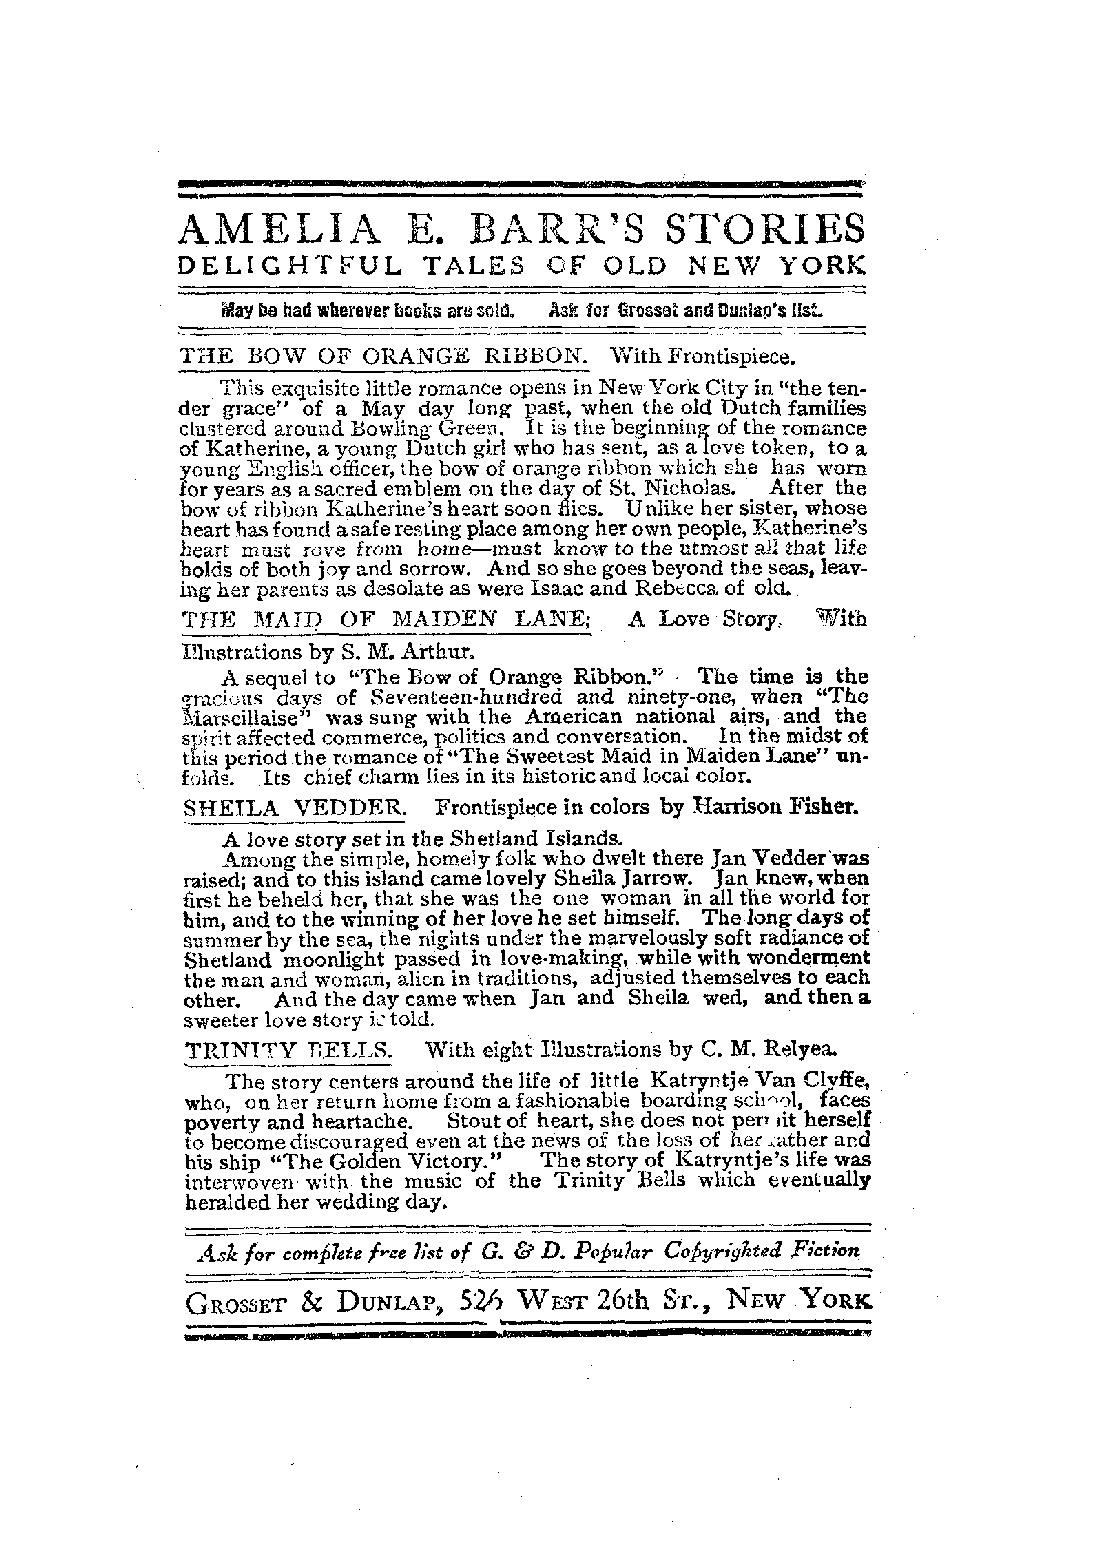 AMELIA E. BARR'S STORIES
DELIGHTFUL TALES OF OLD NEW YORK
May be had wherever books are sold. Ask for Grosset and Dunlap's list.
THE BOW OF ORANGE RIBBON. With Frontispiece.
This exquisite little romance opens in New York City in "the ten-
der grace" of a May day long past, when the old Dutch families
clustered around Bowling Green. It is the beginning of the romance
of Katherine, a young Dutch girl who has sent, as a love token, to a
young English officer, the bow of orange ribbon which she has worn
for years as a sacred emblem on the day of St. Nicholas. After the
bow of ribbon Katherine's heart soon flies. Unlike her sister, whose
heart has found a safe resting place among her own people, Katherine's
heart must rove from home—must know to the utmost all that life
holds of both joy and sorrow. And so she goes beyond the seas, leav-
ing her parents as desolate as were Isaac and Rebecca of old.
THE MAID OF MAIDEN LANE; A Love Story. With
Illustrations by S. M. Arthur.
A sequel to "The Bow of Orange Ribbon." The time is the
gracious days of Seventeen-hundred and ninety-one, when "The
Marseillaise" was sung with the American national airs, and the
spirit affected commerce, politics and conversation. In the midst of
this period the romance of "The Sweetest Maid in Maiden Lane" un-
folds. Its chief charm lies in its historic and local color.
SHEILA VEDDER. Frontispiece in colors by Harrison Fisher.
A love story set in the Shetland Islands.
Among the simple, homely folk who dwelt there Jan Vedder was
raised; and to this island came lovely Sheila Jarrow. Jan knew, when
first he beheld her, that she was the one woman in all the world for
him, and to the winning of her love he set himself. The long days of
summer by the sea, the nights under the marvelously soft radiance of
Shetland moonlight passed in love-making, while with wonderment
the man and woman, alien in traditions, adjusted themselves to each
other. And the day came when Jan and Sheila wed, and then a
sweeter love story is told.
TRINITY BELLS. With eight Illustrations by C. M. Relyea.
The story centers around the life of little Katryntje Van Clyffe,
who, on her return home from a fashionable boarding school, faces
poverty and heartache. Stout of heart, she does not permit herself
to become discouraged even at the news of the loss of her father and
his ship "The Golden Victory." The story of Katryntje's life was
interwoven with the music of the Trinity Bells which eventually
heralded her wedding day.
Ask for complete free list of G. & D. Popular Copyrighted Fiction
GROSSET & DUNLAP, 526 WEST 26th ST., NEW YORK